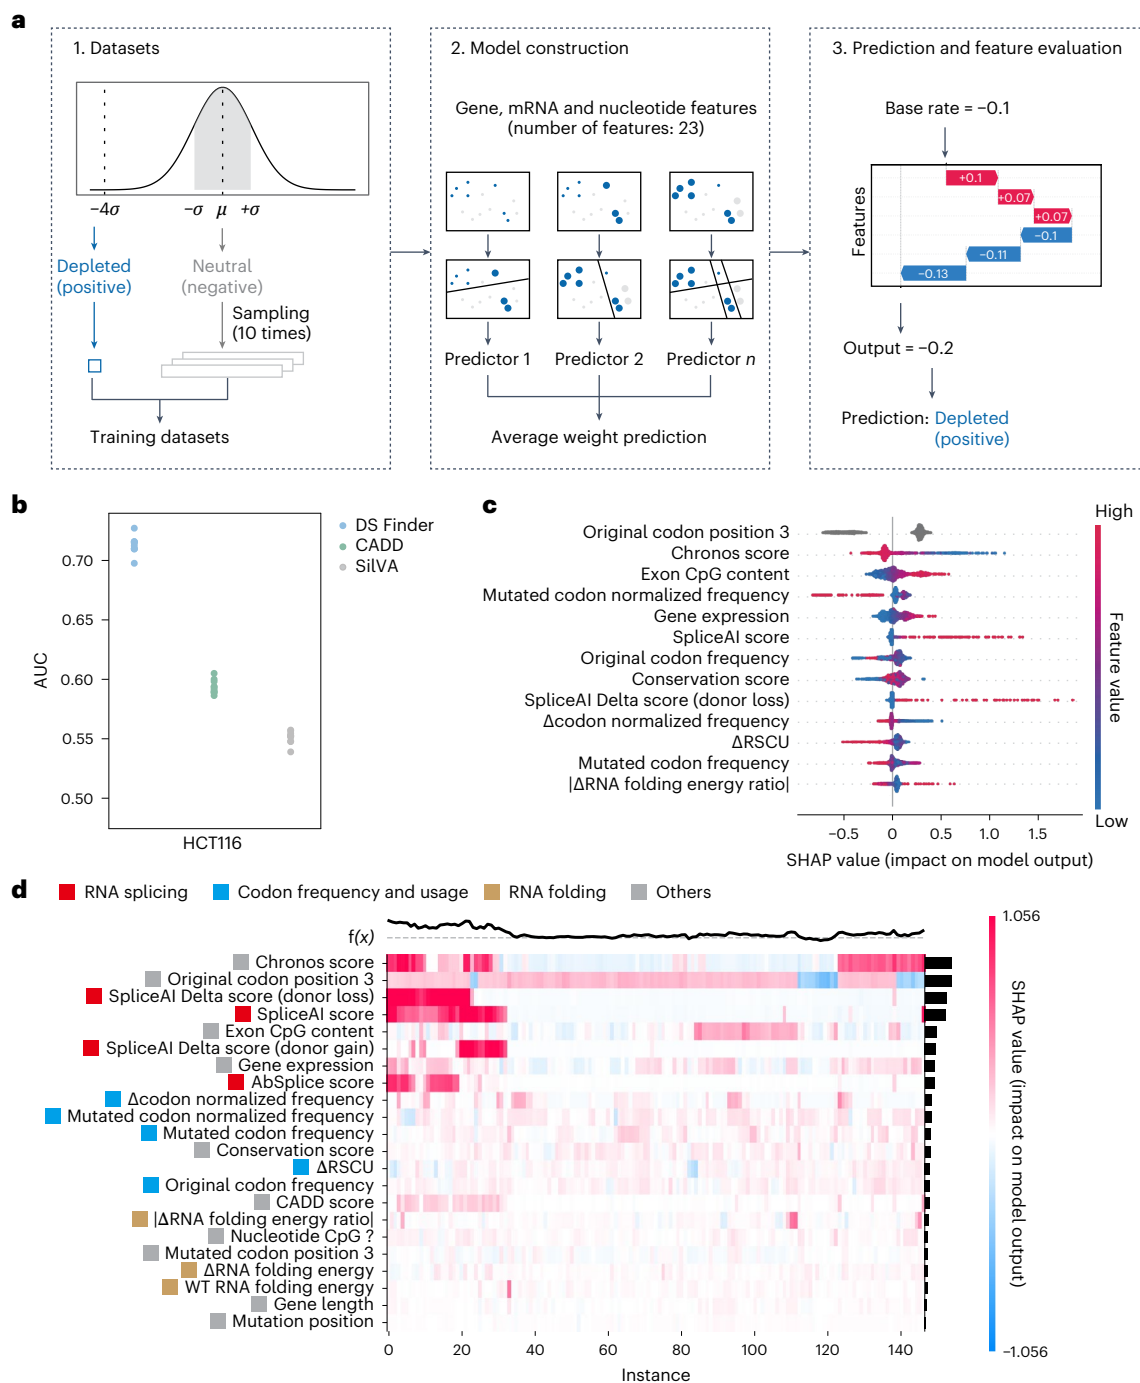 a
1. Datasets
−4σ
−σ
μ
+σ
Depleted
(positive)
Neutral
(negative)
Sampling
(10 times)
Training datasets
2. Model construction
Gene, mRNA and nucleotide features
(number of features: 23)
Predictor 1
Predictor 2
Predictor n
Average weight prediction
3. Prediction and feature evaluation
Base rate = −0.1
Features
+0.1
+0.07
+0.07
−0.1
−0.11
−0.13
Output = −0.2
Prediction: Depleted
(positive)
b
AUC
0.70
0.65
0.60
0.55
0.50
HCT116
DS Finder
CADD
SilVA
c
Original codon position 3
Chronos score
Exon CpG content
Mutated codon normalized frequency
Gene expression
SpliceAI score
Original codon frequency
Conservation score
SpliceAI Delta score (donor loss)
Δcodon normalized frequency
ΔRSCU
Mutated codon frequency
|ΔRNA folding energy ratio|
−0.5
0
0.5
1.0
1.5
SHAP value (impact on model output)
High
Feature value
Low
d
RNA splicing
Codon frequency and usage
RNA folding
Others
f(x)
Chronos score
Original codon position 3
SpliceAI Delta score (donor loss)
SpliceAI score
Exon CpG content
SpliceAI Delta score (donor gain)
Gene expression
AbSplice score
Δcodon normalized frequency
Mutated codon normalized frequency
Mutated codon frequency
Conservation score
ΔRSCU
Original codon frequency
CADD score
|ΔRNA folding energy ratio|
Nucleotide CpG ?
Mutated codon position 3
ΔRNA folding energy
WT RNA folding energy
Gene length
Mutation position
0
20
40
60
80
100
120
140
Instance
1.056
SHAP value (impact on model output)
−1.056